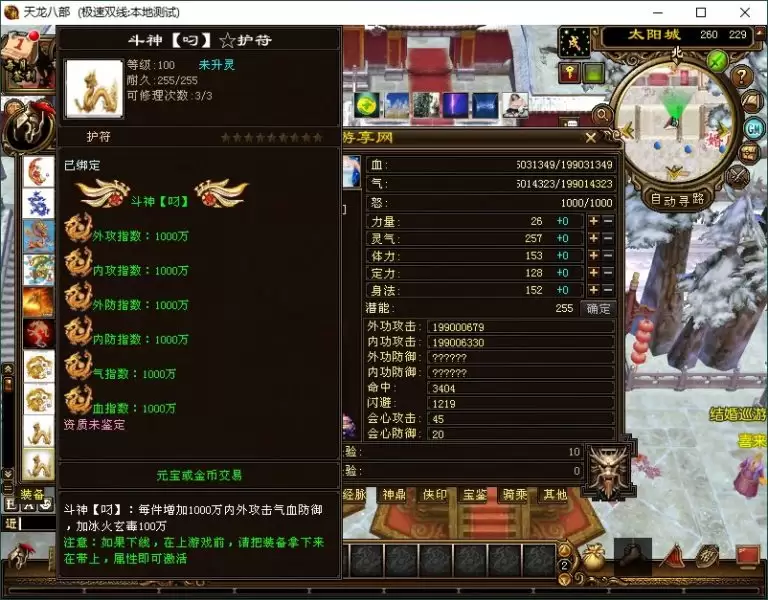 天龙八部 (极速双线:本地测试)
斗神【叼】☆护符
等级:100 未升灵
耐久:255/255
可修理次数:3/3
护符
已绑定
斗神【叼】
外攻指数：1000万
内攻指数：1000万
外防指数：1000万
内防指数：1000万
气指数：1000万
血指数：1000万
资质未鉴定
元宝或金币交易
斗神【叼】：每件增加1000万内外攻击气血防御
，加冰火玄毒100万
注意：如果下线，在上游戏前，请把装备拿下来
在带上，属性即可激活
游享网
血: 5031349/199031349
气: 5014323/199014323
怒: 1000/1000
力量: 26 +0
灵气: 257 +0
体力: 153 +0
定力: 128 +0
身法: 152 +0
潜能: 255 确定
外功攻击: 199000679
内功攻击: 199006330
外功防御: ??????
内功防御: ??????
命中: 3404
闪避: 1219
会心攻击: 45
会心防御: 20
验: 10
验: 0
经脉 神鼎 侠印 宝鉴 骑乘 其他
太阳城 260 229
北
自动寻路
结婚巡游
喜来
装备
近
2